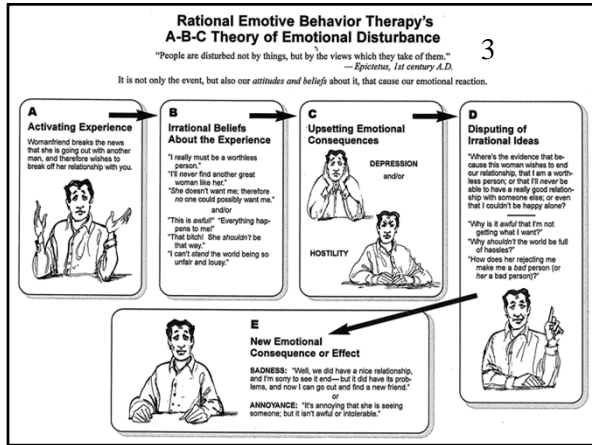 Rational Emotive Behavior Therapy's
A-B-C Theory of Emotional Disturbance
"People are disturbed not by things, but by the views which they take of them."
— Epictetus, 1st century A.D.
3
It is not only the event, but also our attitudes and beliefs about it, that cause our emotional reaction.
A
Activating Experience
Womanfriend breaks the news
that she is going out with another
man, and therefore wishes to
break off her relationship with you.
B
Irrational Beliefs
About the Experience
"I really must be a worthless
person."
"I'll never find another great
woman like her."
"She doesn't want me; therefore
no one could possibly want me."
and/or
"This is awful!" "Everything hap-
pens to me!"
"That bitch! She shouldn't be
that way."
"I can't stand the world being so
unfair and lousy."
C
Upsetting Emotional
Consequences
DEPRESSION
and/or
HOSTILITY
D
Disputing of
Irrational Ideas
"Where's the evidence that be-
cause this woman wishes to end
our relationship, that I am a worth-
less person; or that I'll never be
able to have a really good relation-
ship with someone else; or even
that I couldn't be happy alone?
"Why is it awful that I'm not
getting what I want?"
"Why shouldn't the world be full
of hassles?"
"How does her rejecting me
make me a bad person (or
her a bad person)?"
E
New Emotional
Consequence or Effect
SADNESS: "Well, we did have a nice relationship,
and I'm sorry to see it end—but it did have its prob-
lems, and now I can go out and find a new friend."
or
ANNOYANCE: "It's annoying that she is seeing
someone; but it isn't awful or intolerable."